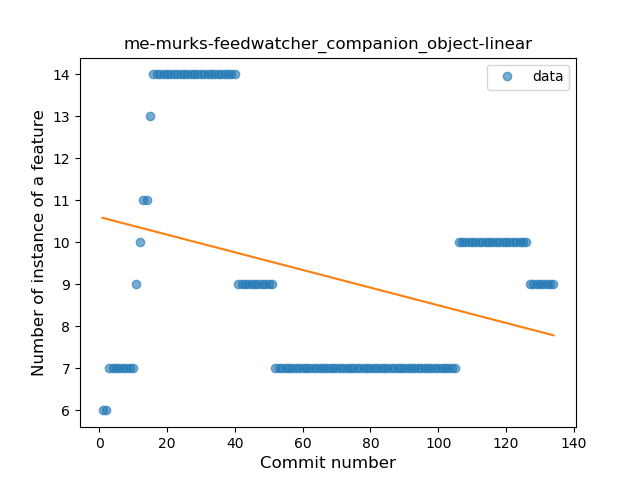 me-murks-feedwatcher_companion_object-linear
data
Number of instance of a feature
14
13
12
11
10
9
8
7
6
0 20 40 60 80 100 120 140
Commit number